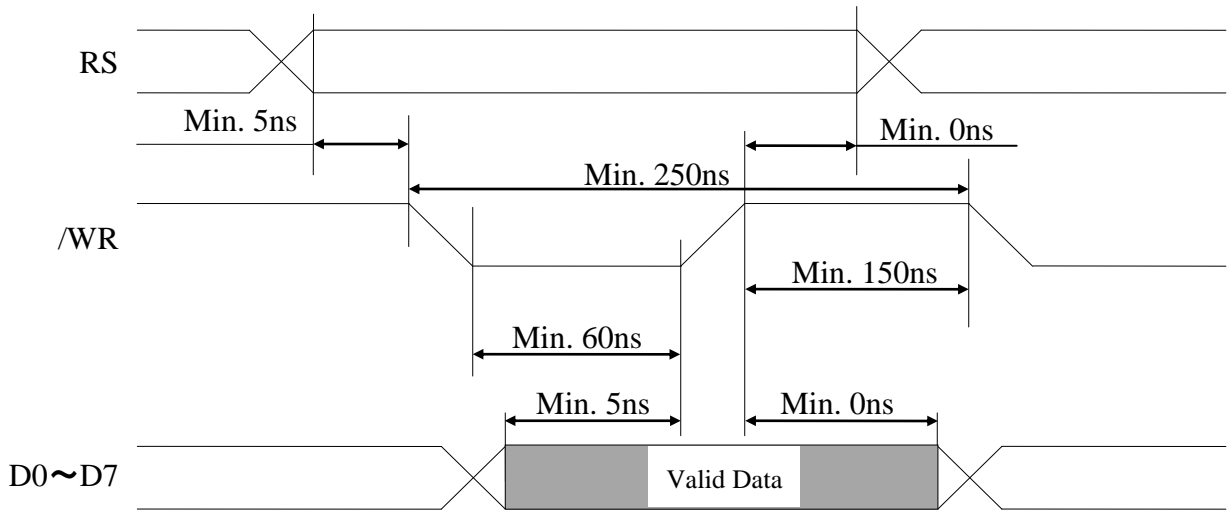 RS
Min. 5ns
Min. 0ns
Min. 250ns
/WR
Min. 150ns
Min. 60ns
Min. 5ns
Min. 0ns
D0～D7
Valid Data